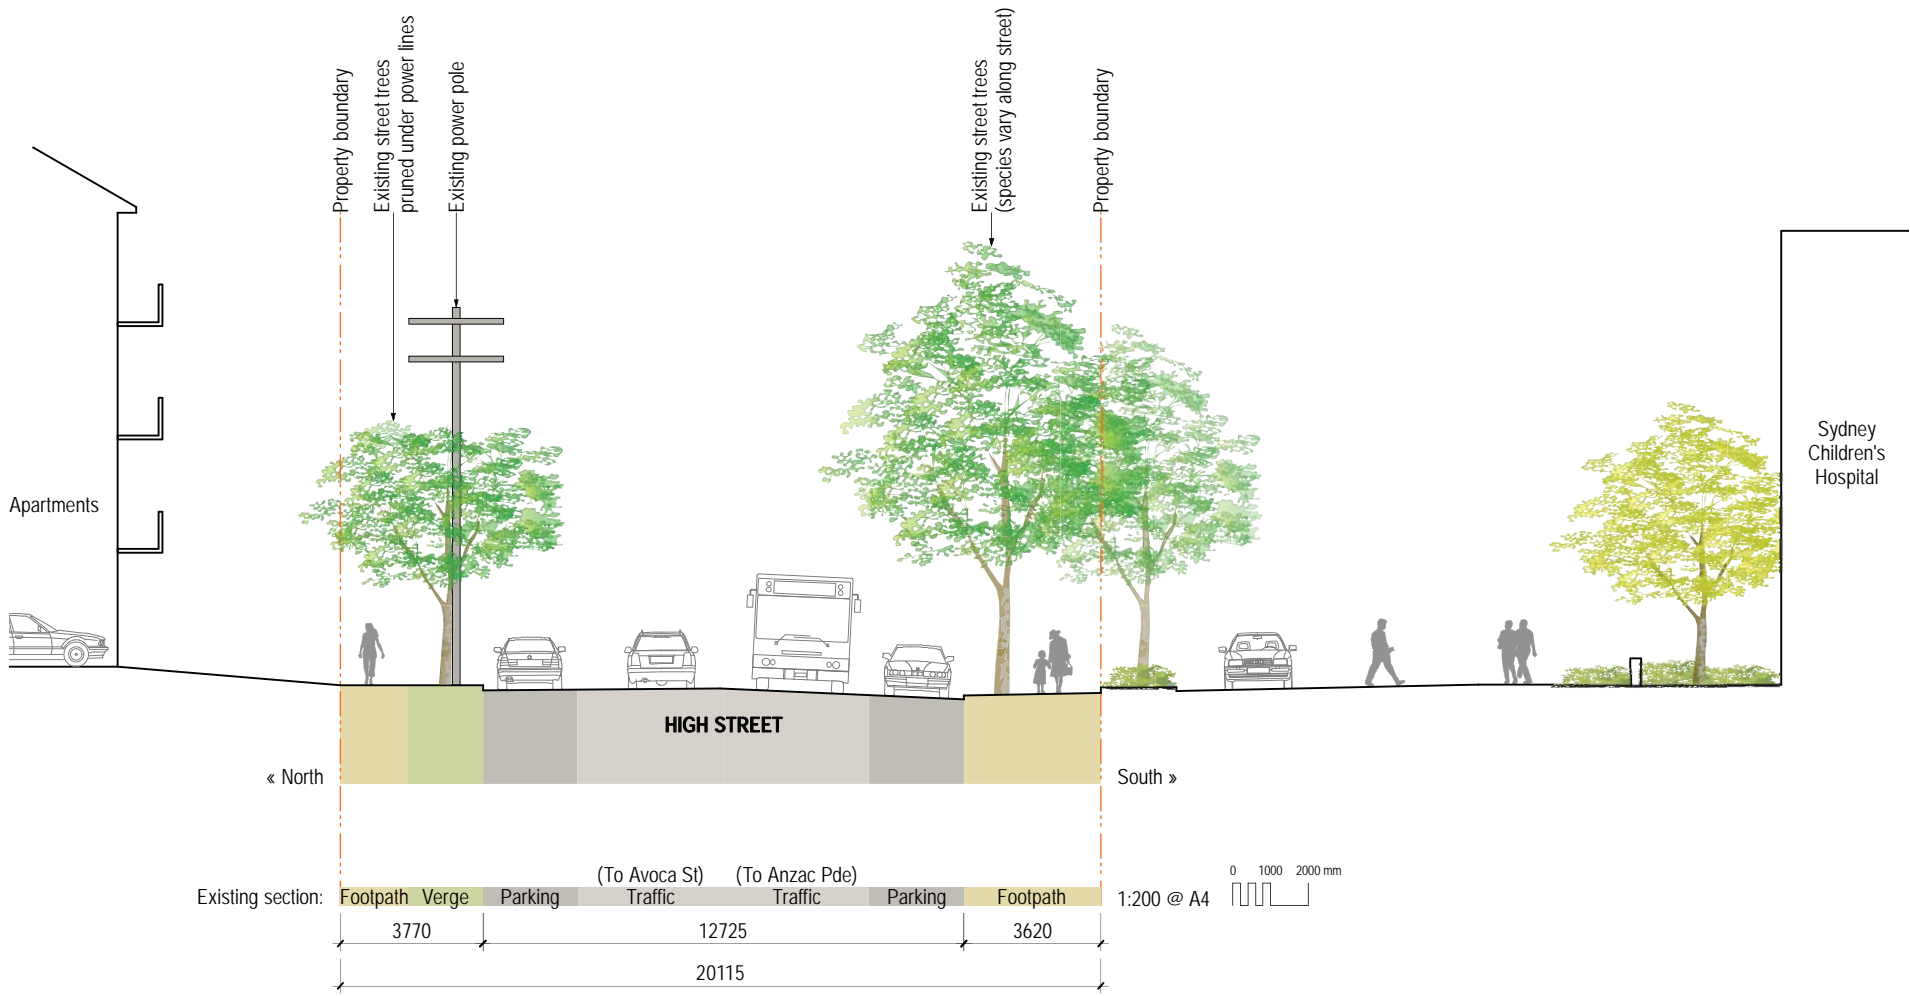 Property boundary
Existing street trees
pruned under power lines
Existing power pole
Existing street trees
(species vary along street)
Property boundary
Apartments
Sydney
Children's
Hospital
HIGH STREET
« North
South »
(To Avoca St)
(To Anzac Pde)
Existing section:
Footpath
Verge
Parking
Traffic
Traffic
Parking
Footpath
1:200 @ A4
0 1000 2000 mm
3770
12725
3620
20115